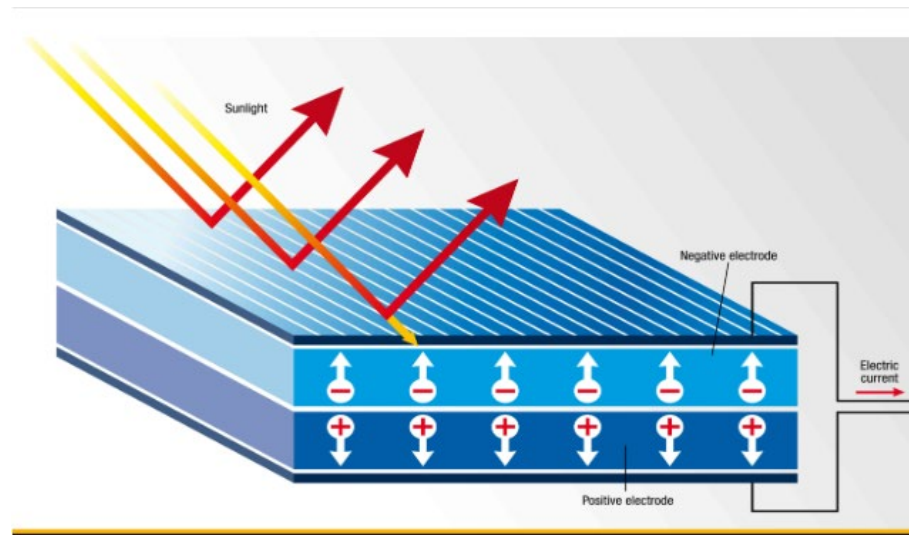 Sunlight
Negative electrode
Electric
current
Positive electrode